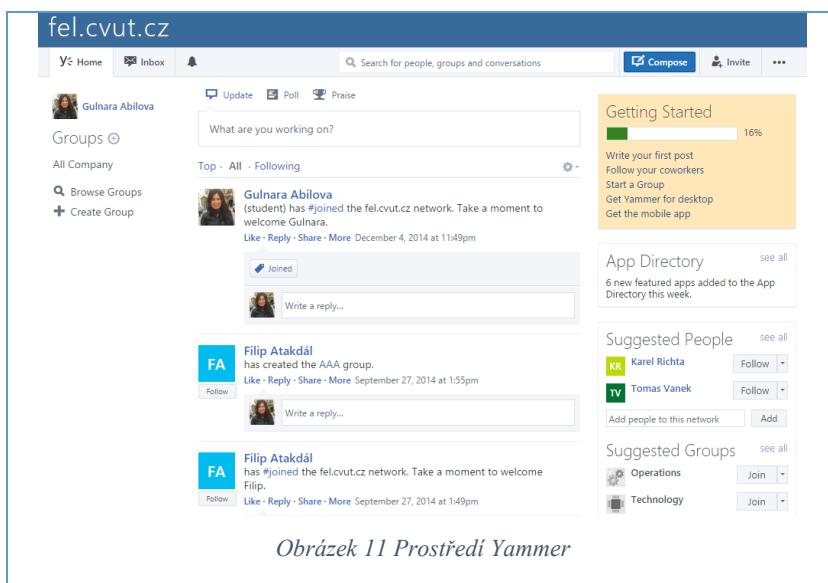 fel.cvut.cz
Home Inbox Search for people, groups and conversations Compose Invite
Gulnara Abilova
Groups
All Company
Browse Groups
Create Group
Update Poll Praise
What are you working on?
Top · All · Following
Gulnara Abilova
(student) has #joined the fel.cvut.cz network. Take a moment to
welcome Gulnara.
Like · Reply · Share · More December 4, 2014 at 11:49pm
Joined
Write a reply...
FA
Follow
Filip Atakdál
has created the AAA group.
Like · Reply · Share · More September 27, 2014 at 1:55pm
Write a reply...
FA
Follow
Filip Atakdál
has #joined the fel.cvut.cz network. Take a moment to welcome
Filip.
Like · Reply · Share · More September 27, 2014 at 1:49pm
Getting Started
16%
Write your first post
Follow your coworkers
Start a Group
Get Yammer for desktop
Get the mobile app
App Directory see all
6 new featured apps added to the App
Directory this week.
Suggested People see all
KR Karel Richta Follow
TV Tomas Vanek Follow
Add people to this network Add
Suggested Groups see all
Operations Join
Technology Join
Obrázek 11 Prostředí Yammer